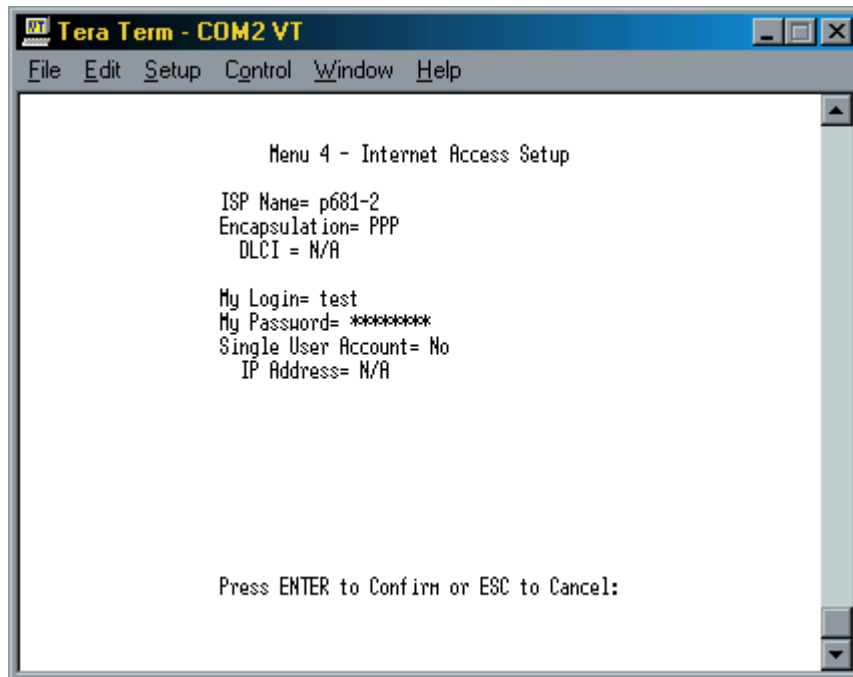 Tera Term - COM2 VT
File Edit Setup Control Window Help
Menu 4 - Internet Access Setup
ISP Name= p681-2
Encapsulation= PPP
DLCI = N/A
My Login= test
My Password= ********
Single User Account= No
IP Address= N/A
Press ENTER to Confirm or ESC to Cancel: